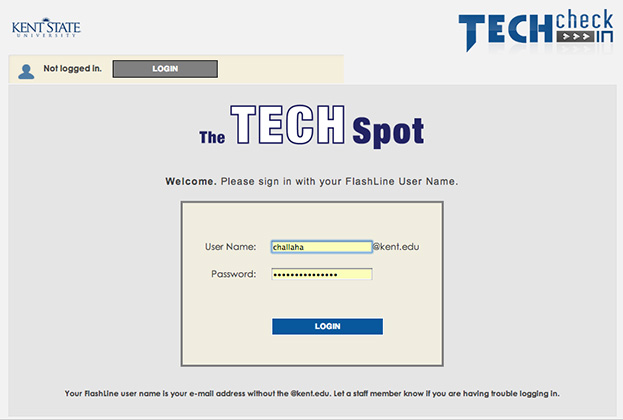 KENT STATE
UNIVERSITY
TECH check
>>> in
Not logged in.
LOGIN
The TECH Spot
Welcome. Please sign in with your FlashLine User Name.
User Name: challaha@kent.edu
Password: •••••••••••••••
LOGIN
Your FlashLine user name is your e-mail address without the @kent.edu. Let a staff member know if you are having trouble logging in.